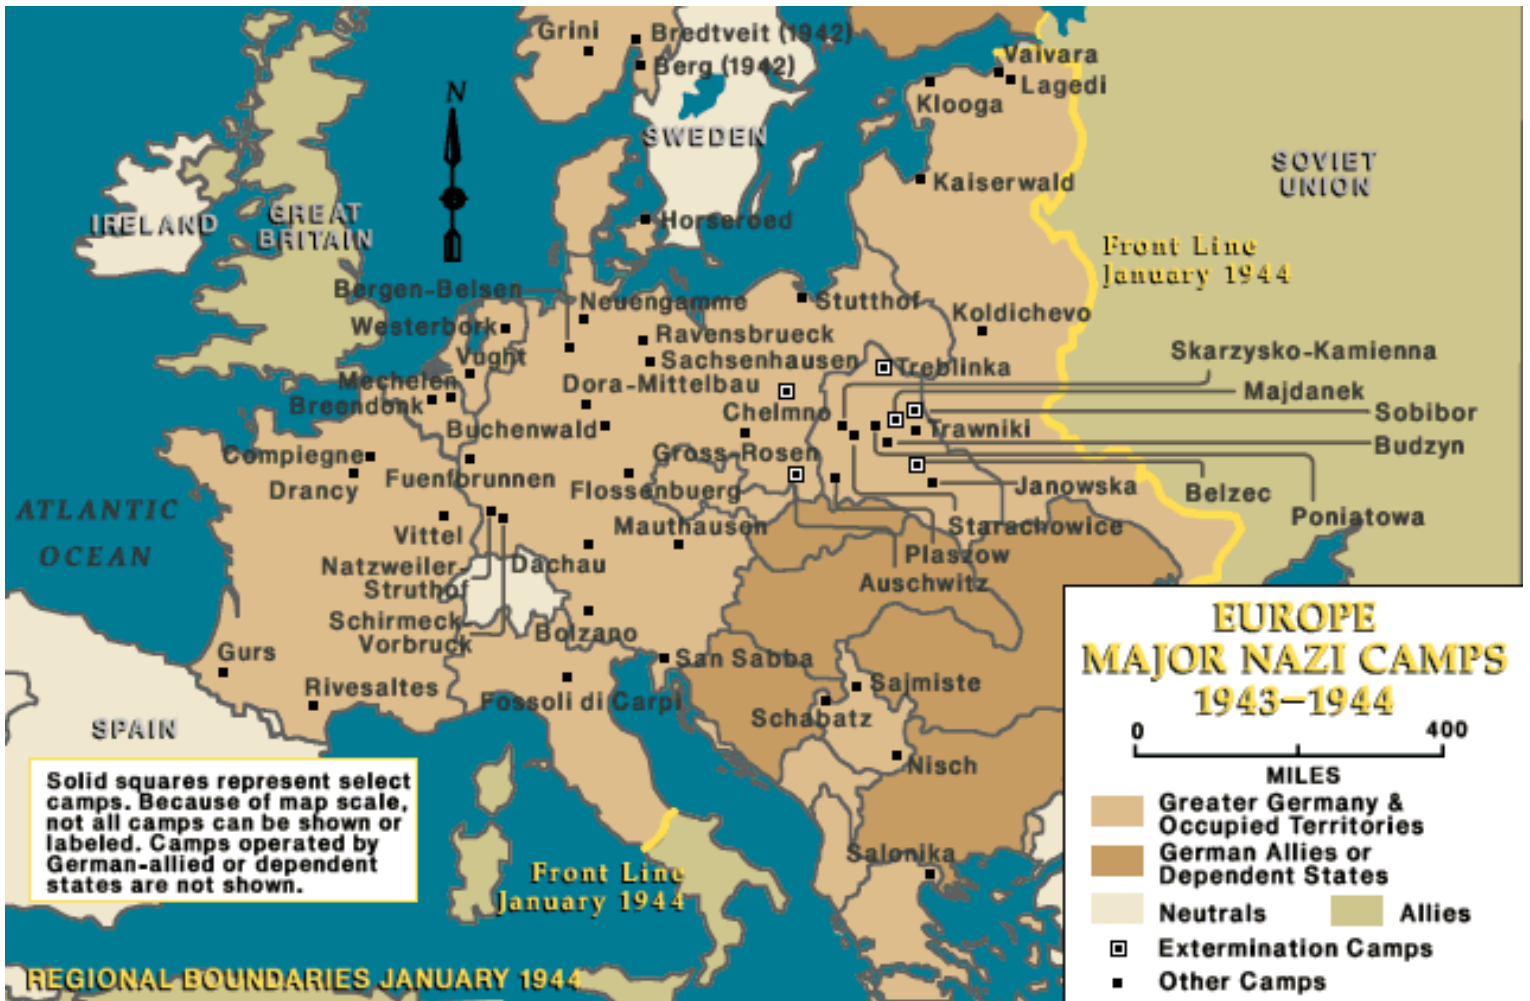 Grini
Bredtveit (1942)
Berg (1942)
Vaivara
Lagedi
Klooga
N
SWEDEN
SOVIET
UNION
Kaiserwald
IRELAND
GREAT
BRITAIN
Horseroed
Front Line
January 1944
Bergen-Belsen
Neuengamme
Stutthof
Koldichevo
Westerbork
Ravensbrueck
Vught
Sachsenhausen
Treblinka
Skarzysko-Kamienna
Mechelen
Dora-Mittelbau
Majdanek
Breendonk
Chelmno
Sobibor
Buchenwald
Trawniki
Budzyn
Compiegne
Gross-Rosen
Drancy
Fuenfbrunnen
Flossenbuerg
Janowska
Belzec
ATLANTIC
OCEAN
Vittel
Mauthausen
Starachowice
Poniatowa
Natzweiler-
Struthof
Dachau
Plaszow
Auschwitz
Schirmeck
Vorbruck
Bolzano
Gurs
San Sabba
Rivesaltes
Fossoli di Carpi
Sajmiste
Schabatz
SPAIN
Nisch
Solid squares represent select
camps. Because of map scale,
not all camps can be shown or
labeled. Camps operated by
German-allied or dependent
states are not shown.
Front Line
January 1944
Salonika
REGIONAL BOUNDARIES JANUARY 1944
EUROPE
MAJOR NAZI CAMPS
1943–1944
0 400
MILES
Greater Germany &
Occupied Territories
German Allies or
Dependent States
Neutrals Allies
Extermination Camps
Other Camps